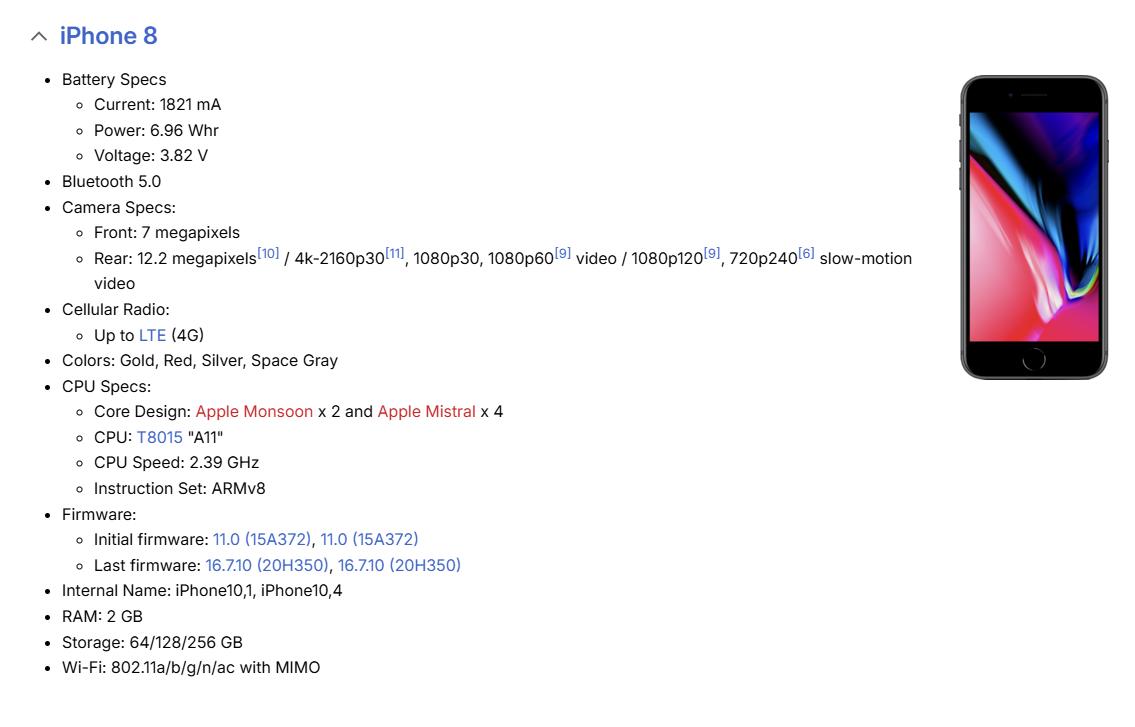 iPhone 8
Battery Specs
Current: 1821 mA
Power: 6.96 Whr
Voltage: 3.82 V
Bluetooth 5.0
Camera Specs:
Front: 7 megapixels
Rear: 12.2 megapixels[10] / 4k-2160p30[11], 1080p30, 1080p60[9] video / 1080p120[9], 720p240[6] slow-motion
video
Cellular Radio:
Up to LTE (4G)
Colors: Gold, Red, Silver, Space Gray
CPU Specs:
Core Design: Apple Monsoon x 2 and Apple Mistral x 4
CPU: T8015 "A11"
CPU Speed: 2.39 GHz
Instruction Set: ARMv8
Firmware:
Initial firmware: 11.0 (15A372), 11.0 (15A372)
Last firmware: 16.7.10 (20H350), 16.7.10 (20H350)
Internal Name: iPhone10,1, iPhone10,4
RAM: 2 GB
Storage: 64/128/256 GB
Wi-Fi: 802.11a/b/g/n/ac with MIMO